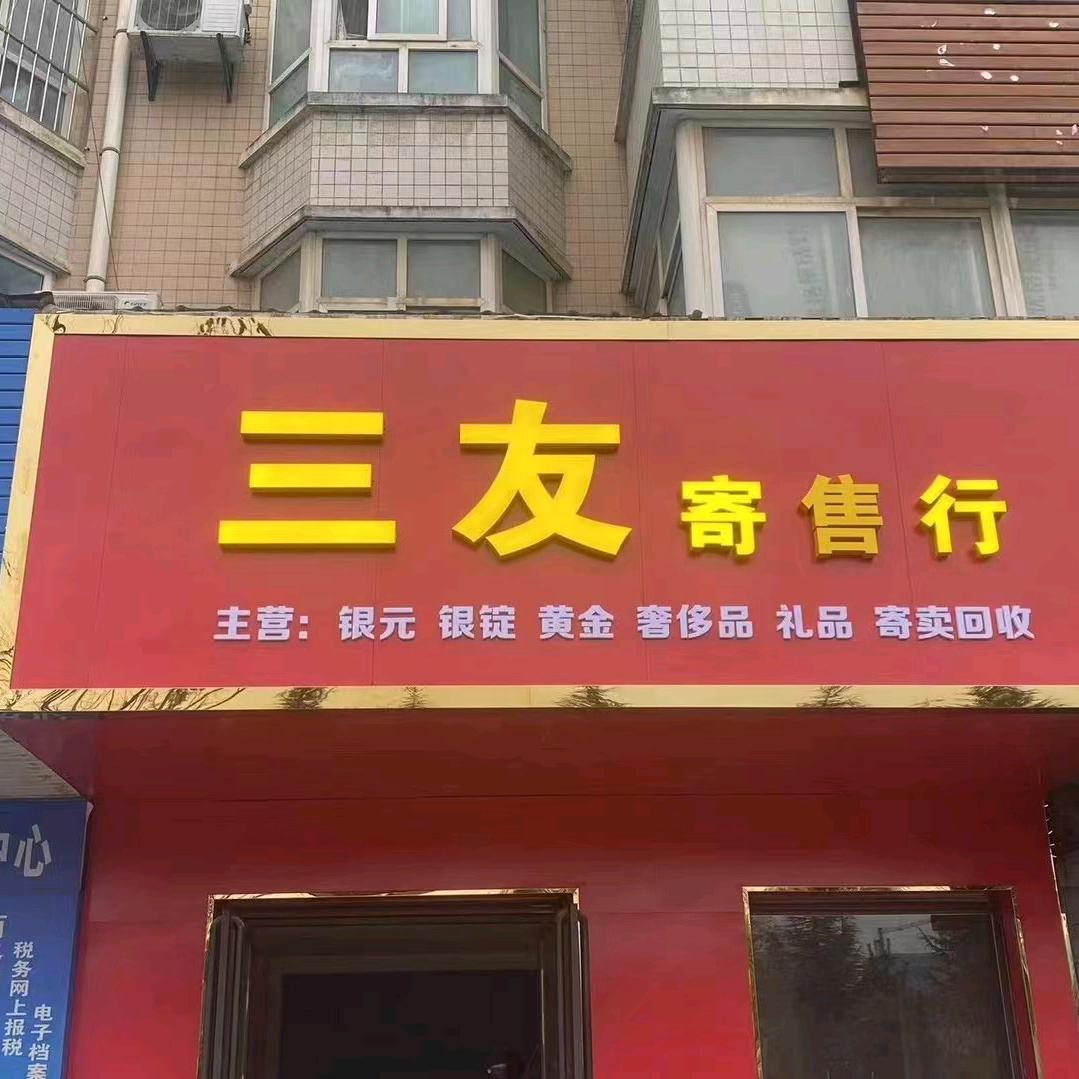 三友寄售行
主营：银元 银锭 黄金 奢侈品 礼品 寄卖回收
中心
税务网上报税
电子档案